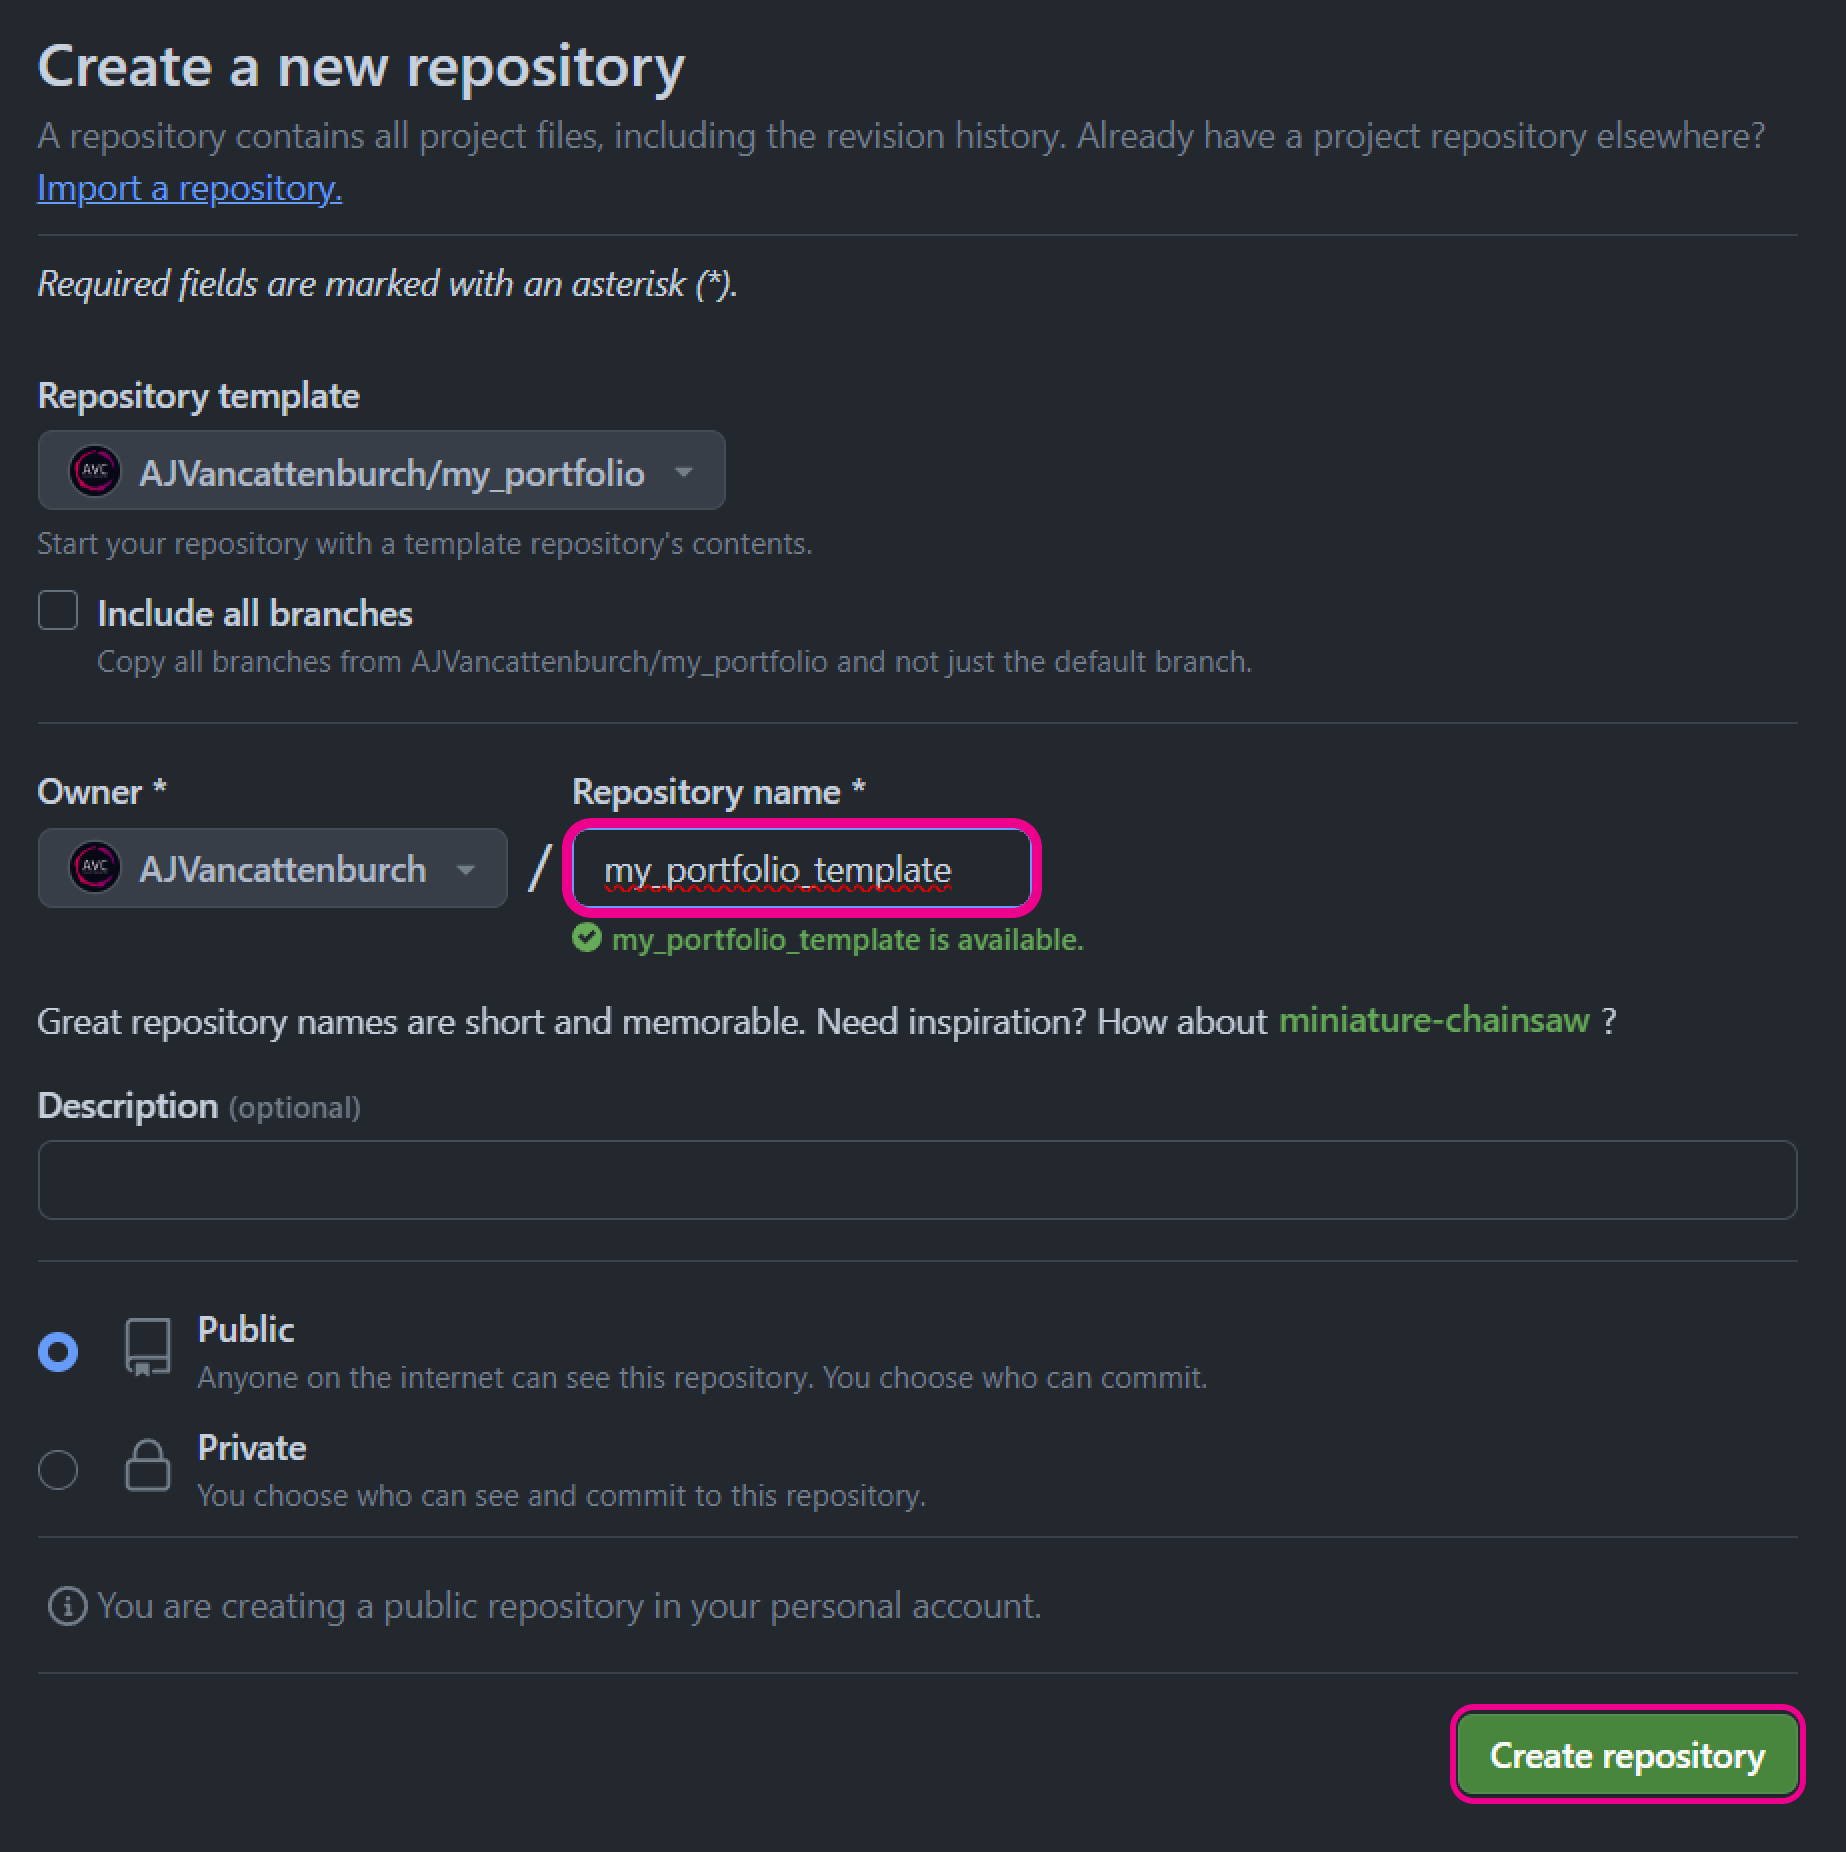 Create a new repository
A repository contains all project files, including the revision history. Already have a project repository elsewhere?
Import a repository.
Required fields are marked with an asterisk (*).
Repository template
AVC AJVancattenburch/my_portfolio
Start your repository with a template repository's contents.
Include all branches
Copy all branches from AJVancattenburch/my_portfolio and not just the default branch.
Owner * Repository name *
AVC AJVancattenburch / my_portfolio_template
my_portfolio_template is available.
Great repository names are short and memorable. Need inspiration? How about miniature-chainsaw ?
Description (optional)
Public
Anyone on the internet can see this repository. You choose who can commit.
Private
You choose who can see and commit to this repository.
You are creating a public repository in your personal account.
Create repository